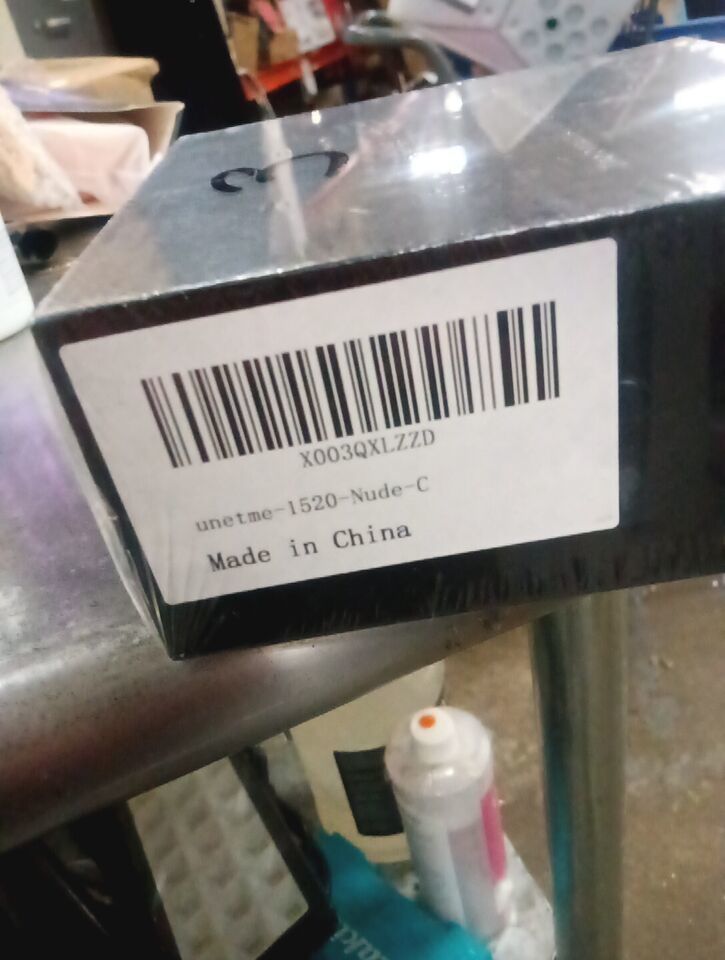 X003QXLZZD
unetme-1520-Nude-C
Made in China